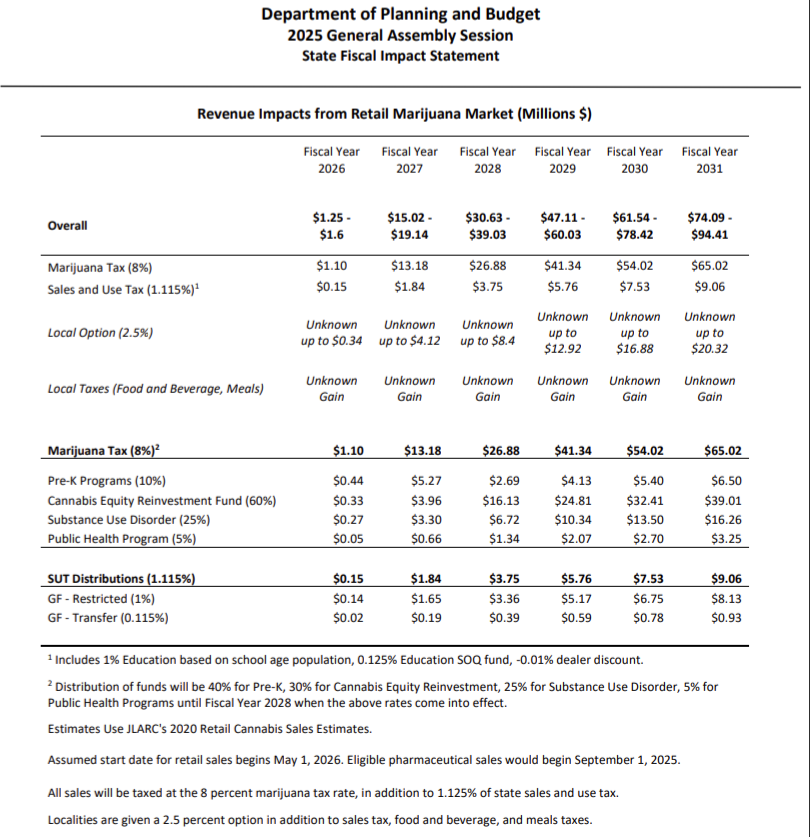 Department of Planning and Budget
2025 General Assembly Session
State Fiscal Impact Statement
Revenue Impacts from Retail Marijuana Market (Millions $)
Fiscal Year 2026 Fiscal Year 2027 Fiscal Year 2028 Fiscal Year 2029 Fiscal Year 2030 Fiscal Year 2031
Overall $1.25 - $1.6 $15.02 - $19.14 $30.63 - $39.03 $47.11 - $60.03 $61.54 - $78.42 $74.09 - $94.41
Marijuana Tax (8%) $1.10 $13.18 $26.88 $41.34 $54.02 $65.02
Sales and Use Tax (1.115%)¹ $0.15 $1.84 $3.75 $5.76 $7.53 $9.06
Local Option (2.5%) Unknown up to $0.34 Unknown up to $4.12 Unknown up to $8.4 Unknown up to $12.92 Unknown up to $16.88 Unknown up to $20.32
Local Taxes (Food and Beverage, Meals) Unknown Gain Unknown Gain Unknown Gain Unknown Gain Unknown Gain Unknown Gain
Marijuana Tax (8%)² $1.10 $13.18 $26.88 $41.34 $54.02 $65.02
Pre-K Programs (10%) $0.44 $5.27 $2.69 $4.13 $5.40 $6.50
Cannabis Equity Reinvestment Fund (60%) $0.33 $3.96 $16.13 $24.81 $32.41 $39.01
Substance Use Disorder (25%) $0.27 $3.30 $6.72 $10.34 $13.50 $16.26
Public Health Program (5%) $0.05 $0.66 $1.34 $2.07 $2.70 $3.25
SUT Distributions (1.115%) $0.15 $1.84 $3.75 $5.76 $7.53 $9.06
GF - Restricted (1%) $0.14 $1.65 $3.36 $5.17 $6.75 $8.13
GF - Transfer (0.115%) $0.02 $0.19 $0.39 $0.59 $0.78 $0.93
¹ Includes 1% Education based on school age population, 0.125% Education SOQ fund, -0.01% dealer discount.
² Distribution of funds will be 40% for Pre-K, 30% for Cannabis Equity Reinvestment, 25% for Substance Use Disorder, 5% for
Public Health Programs until Fiscal Year 2028 when the above rates come into effect.
Estimates Use JLARC's 2020 Retail Cannabis Sales Estimates.
Assumed start date for retail sales begins May 1, 2026. Eligible pharmaceutical sales would begin September 1, 2025.
All sales will be taxed at the 8 percent marijuana tax rate, in addition to 1.125% of state sales and use tax.
Localities are given a 2.5 percent option in addition to sales tax, food and beverage, and meals taxes.